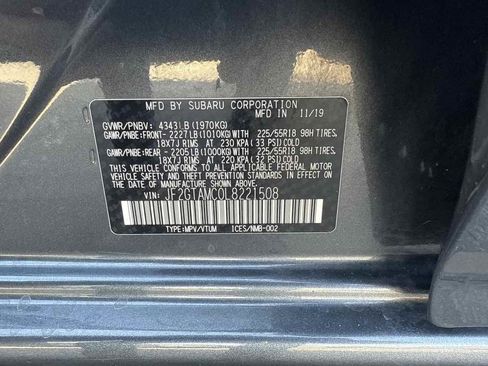 MFD BY SUBARU CORPORATION
MFD IN 11/19
GVWR/PNBV: 4343LB(1970KG)
GAWR/PNBE:FRONT- 2227LB(1010KG)WITH 225/55R18 98H TIRES,
18X7J RIMS AT 230 KPA(33 PSI)COLD
GAWR/PNBE:REAR - 2205LB(1000KG)WITH 225/55R18 98H TIRES,
18X7J RIMS AT 220 KPA(32 PSI)COLD
THIS VEHICLE CONFORMS TO ALL APPLICABLE FEDERAL MOTOR
VEHICLE SAFETY AND THEFT PREVENTION STANDARDS IN EFFECT
ON THE DATE OF MANUFACTURE SHOWN ABOVE.
VIN: JF2GTAMC0L8221508
TYPE:MPV/VTUM ICES/NMB-002